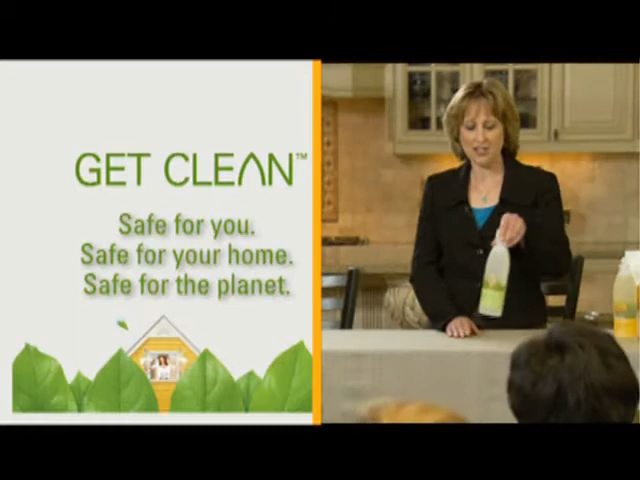 GET CLEAN™
Safe for you.
Safe for your home.
Safe for the planet.